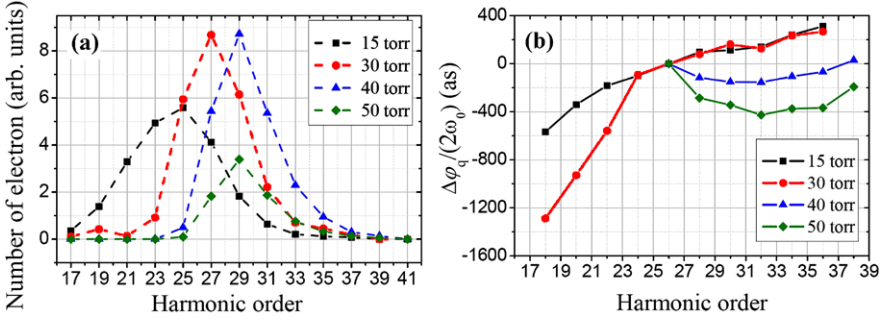 (a)
15 torr
30 torr
40 torr
50 torr
Number of electron (arb. units)
8
6
4
2
0
17 19 21 23 25 27 29 31 33 35 37 39 41
Harmonic order
(b)
Δφq/(2ω0) (as)
400
0
-400
-800
-1200
-1600
15 torr
30 torr
40 torr
50 torr
17 19 21 23 25 27 29 31 33 35 37 39
Harmonic order